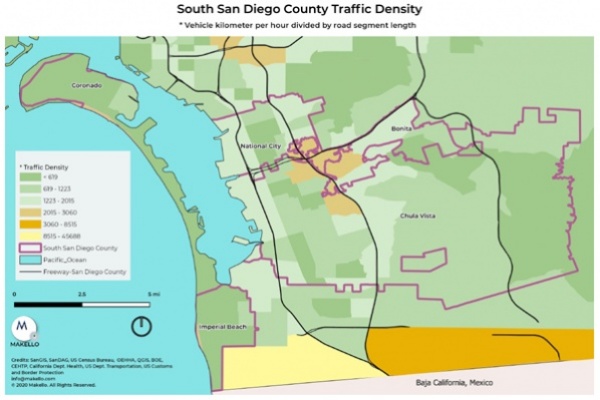 South San Diego County Traffic Density
* Vehicle kilometer per hour divided by road segment length
Coronado
National City
Bonita
Chula Vista
Imperial Beach
Baja California, Mexico
* Traffic Density
< 619
619 - 1223
1223 - 2015
2015 - 3060
3060 - 8515
8515 - 45688
South San Diego County
Pacific_Ocean
Freeway-San Diego County
0 2.5 5 mi
M
MAKELLO
Credits: SanGIS, SanDAG, US Census Bureau, OEHHA, QGIS, BOE,
CEHTP, California Dept. Health, US Dept. Transportation, US Customs
and Border Protection
info@makello.com
© 2020 Makello. All Rights Reserved.